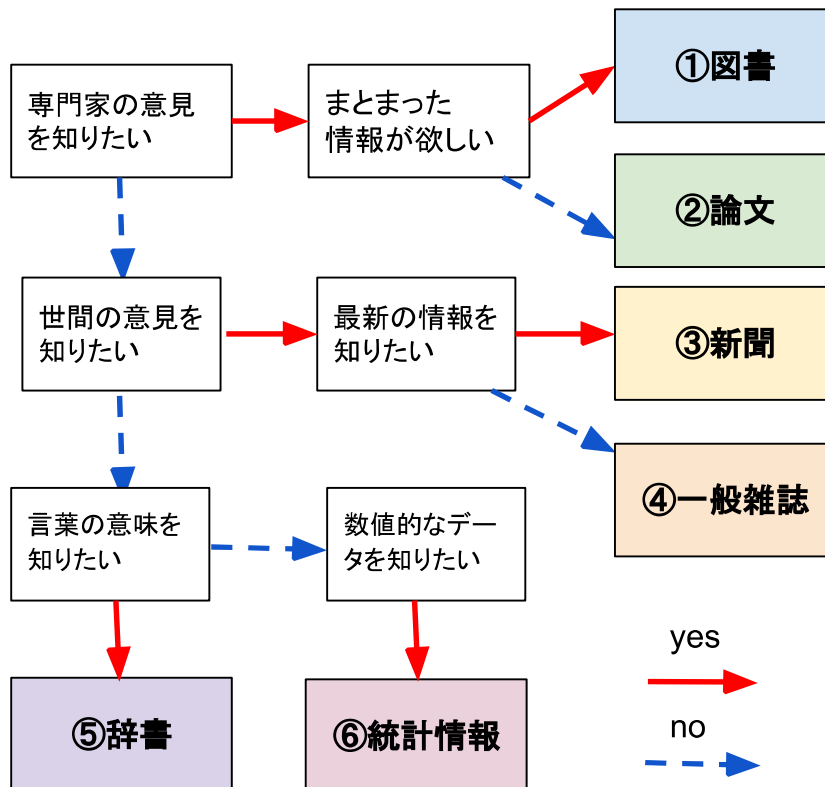 専門家の意見
を知りたい
まとまった
情報が欲しい
①図書
②論文
世間の意見を
知りたい
最新の情報を
知りたい
③新聞
④一般雑誌
言葉の意味を
知りたい
数値的なデー
タを知りたい
⑤辞書
⑥統計情報
yes
no